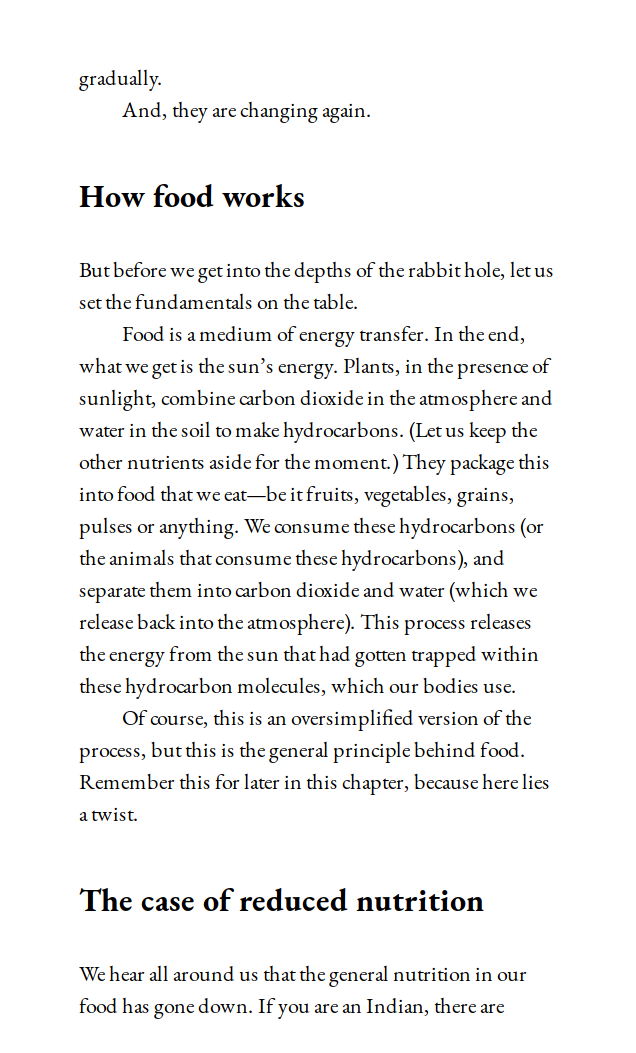 gradually.
And, they are changing again.
How food works
But before we get into the depths of the rabbit hole, let us
set the fundamentals on the table.
Food is a medium of energy transfer. In the end,
what we get is the sun’s energy. Plants, in the presence of
sunlight, combine carbon dioxide in the atmosphere and
water in the soil to make hydrocarbons. (Let us keep the
other nutrients aside for the moment.) They package this
into food that we eat—be it fruits, vegetables, grains,
pulses or anything. We consume these hydrocarbons (or
the animals that consume these hydrocarbons), and
separate them into carbon dioxide and water (which we
release back into the atmosphere). This process releases
the energy from the sun that had gotten trapped within
these hydrocarbon molecules, which our bodies use.
Of course, this is an oversimplified version of the
process, but this is the general principle behind food.
Remember this for later in this chapter, because here lies
a twist.
The case of reduced nutrition
We hear all around us that the general nutrition in our
food has gone down. If you are an Indian, there are